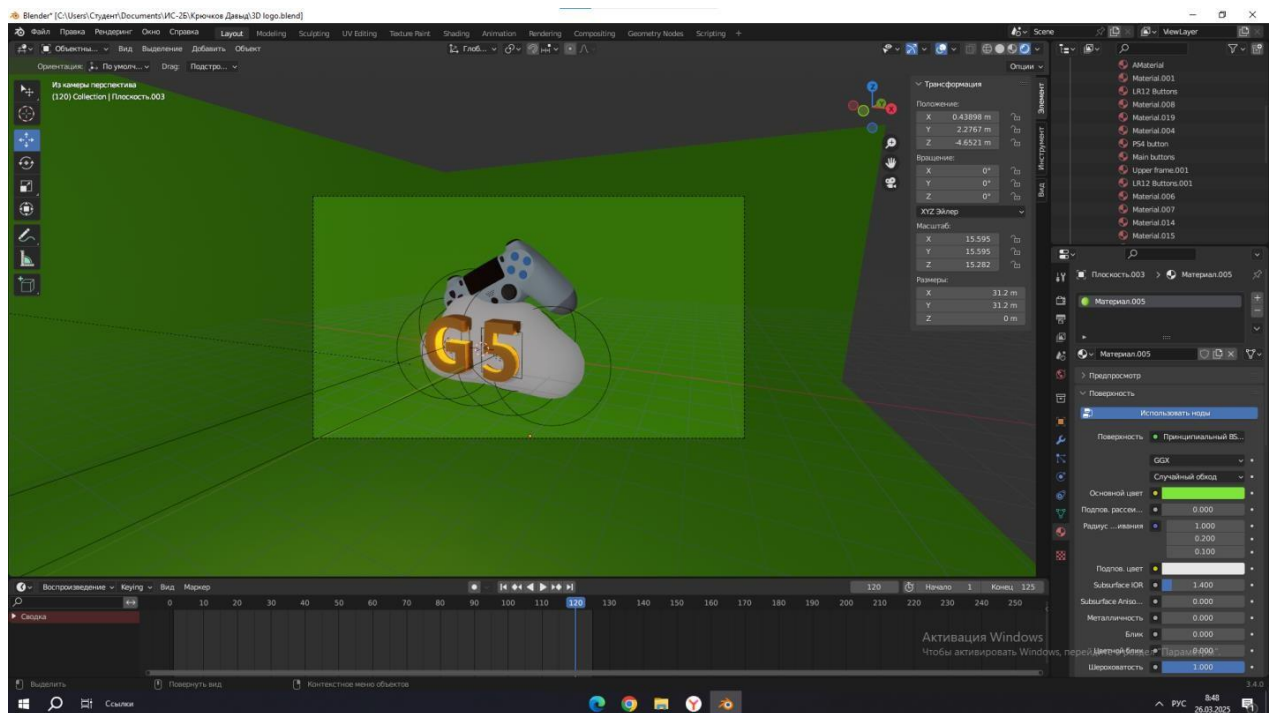 Blender* [C:\Users\Студент\Documents\ИС-2Б\Крючков Давыд\3D logo.blend]
Файл Правка Рендеринг Окно Справка Layout Modeling Sculpting UV Editing Texture Paint Shading Animation Rendering Compositing Geometry Nodes Scripting + Scene ViewLayer
Объектны... Вид Выделение Добавить Объект Глоб...
Ориентация: По умолч... Drag: Подстро... Опции
Из камеры перспектива
(120) Collection | Плоскость.003
Трансформация
Положение:
X 0.43898 m
Y 2.2767 m
Z -4.6521 m
Вращение:
X 0°
Y 0°
Z 0°
XYZ Эйлер
Масштаб:
X 15.595
Y 15.595
Z 15.282
Размеры:
X 31.2 m
Y 31.2 m
Z 0 m
Элемент
Инструмент
Вид
Z
X
G5
AMaterial
Material.001
LR12 Buttons
Material.008
Material.019
Material.004
PS4 button
Main buttons
Upper frame.001
LR12 Buttons.001
Material.006
Material.007
Material.014
Material.015
Плоскость.003 > Материал.005
Материал.005
Материал.005
Предпросмотр
Поверхность
Использовать ноды
Поверхность Принципиальный BS...
GGX
Случайный обход
Основной цвет
Подпов. рассеи... 0.000
Радиус ...ивания 1.000
0.200
0.100
Подпов. цвет
Subsurface IOR 1.400
Subsurface Aniso... 0.000
Металличность 0.000
Блик 0.000
Цветной блик 0.000
Шероховатость 1.000
Воспроизведение Keying Вид Маркер 120 Начало 1 Конец 125
0 10 20 30 40 50 60 70 80 90 100 110 120 130 140 150 160 170 180 190 200 210 220 230 240 250
Сводка
Активация Windows
Чтобы активировать Windows, перейдите в раздел "Параметры".
Выделить Повернуть вид Контекстное меню объектов 3.4.0
Ссылки РУС 8:48
26.03.2025